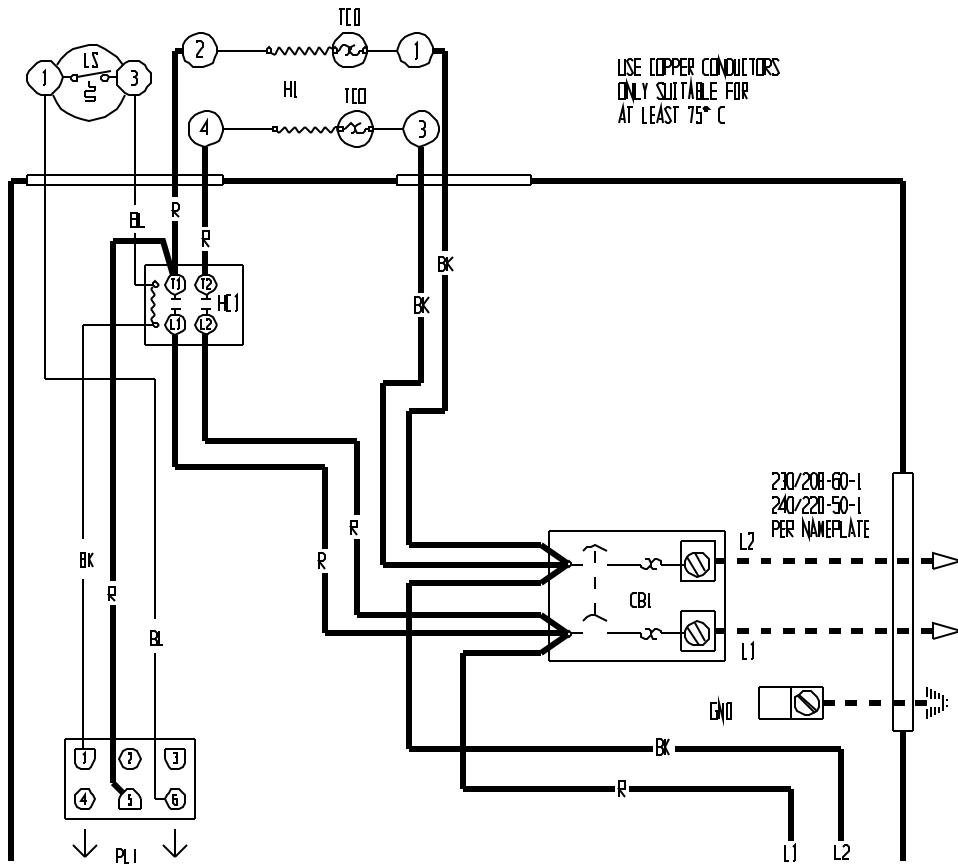 TCO
2
1
LS
1
3
HI
TCO
4
3
USE COPPER CONDUCTORS
ONLY SUITABLE FOR
AT LEAST 75° C
BL
R
R
BK
BK
T1
T2
HC1
L1
L2
230/208-60-1
240/220-50-1
PER NAMEPLATE
R
R
BK
R
BL
L2
CB1
L1
GND
BK
R
1
2
3
4
5
6
PL1
L1
L2